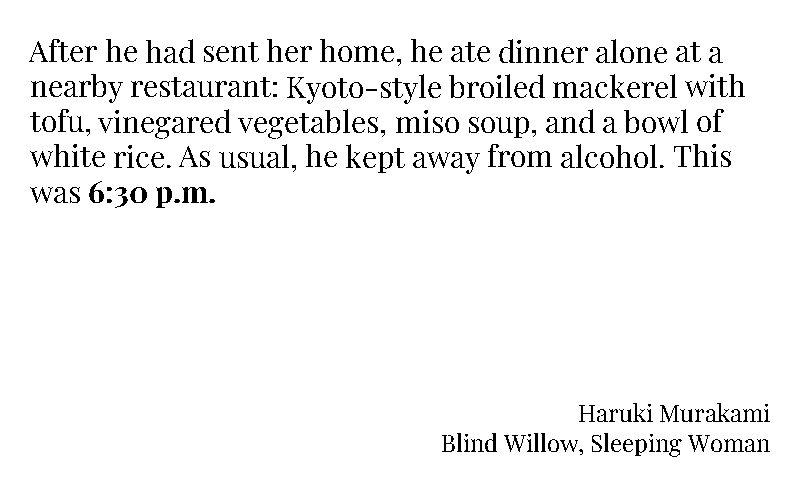 After he had sent her home, he ate dinner alone at a
nearby restaurant: Kyoto-style broiled mackerel with
tofu, vinegared vegetables, miso soup, and a bowl of
white rice. As usual, he kept away from alcohol. This
was 6:30 p.m.
Haruki Murakami
Blind Willow, Sleeping Woman